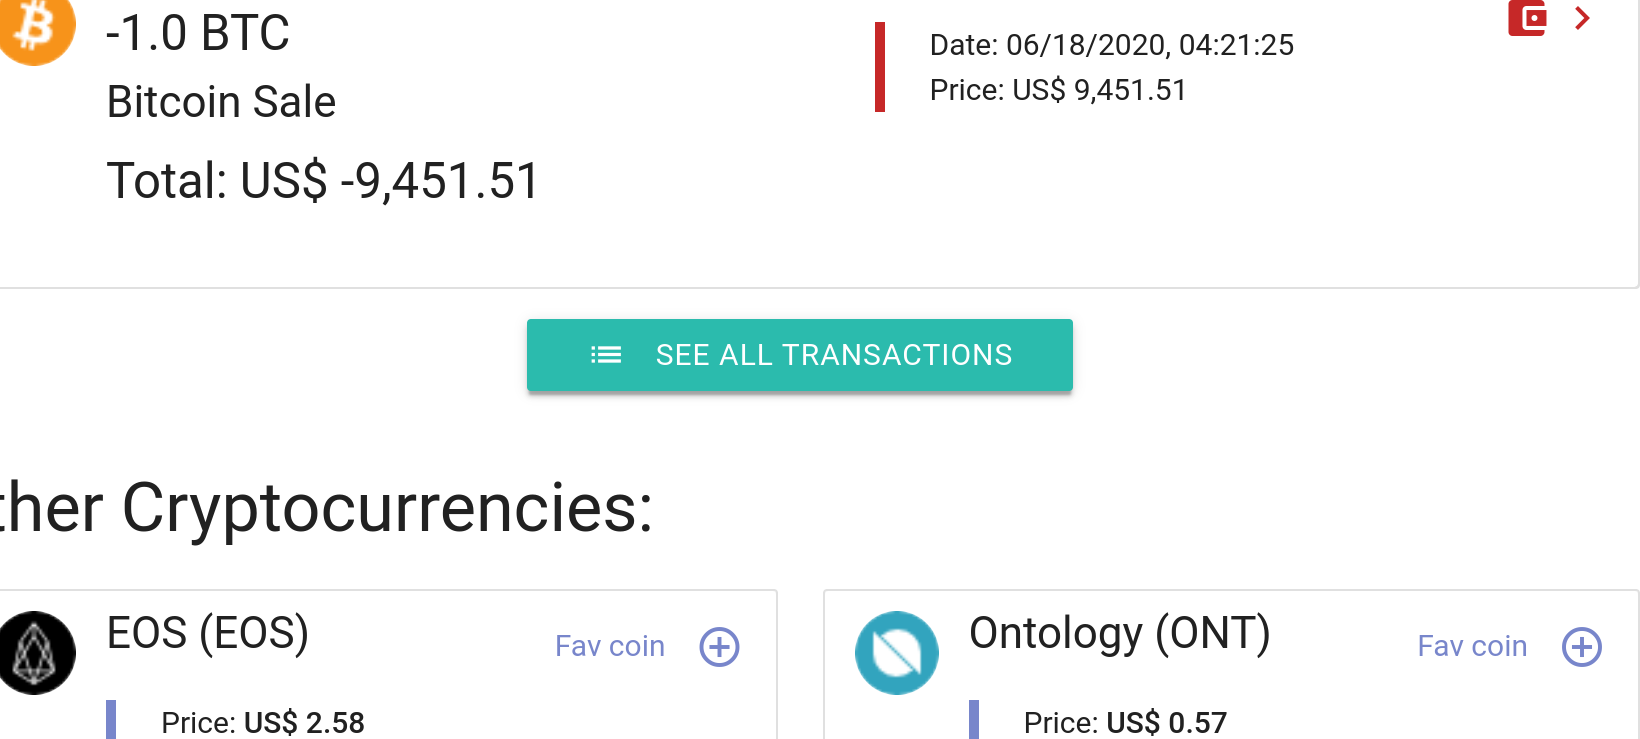 -1.0 BTC
Bitcoin Sale
Total: US$ -9,451.51
Date: 06/18/2020, 04:21:25
Price: US$ 9,451.51
SEE ALL TRANSACTIONS
ther Cryptocurrencies:
EOS (EOS)
Fav coin
Price: US$ 2.58
Ontology (ONT)
Fav coin
Price: US$ 0.57